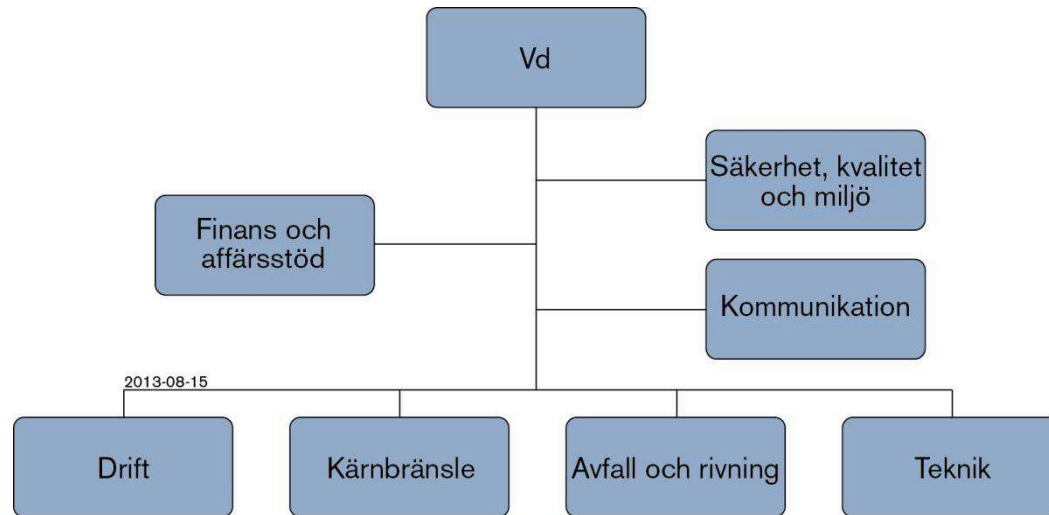 Vd
Säkerhet, kvalitet
och miljö
Finans och
affärsstöd
Kommunikation
2013-08-15
Drift
Kärnbränsle
Avfall och rivning
Teknik